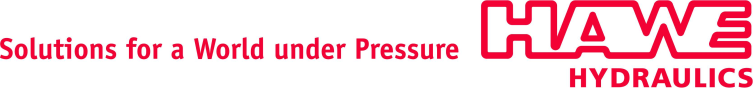 Solutions for a World under Pressure
HAWE
HYDRAULICS